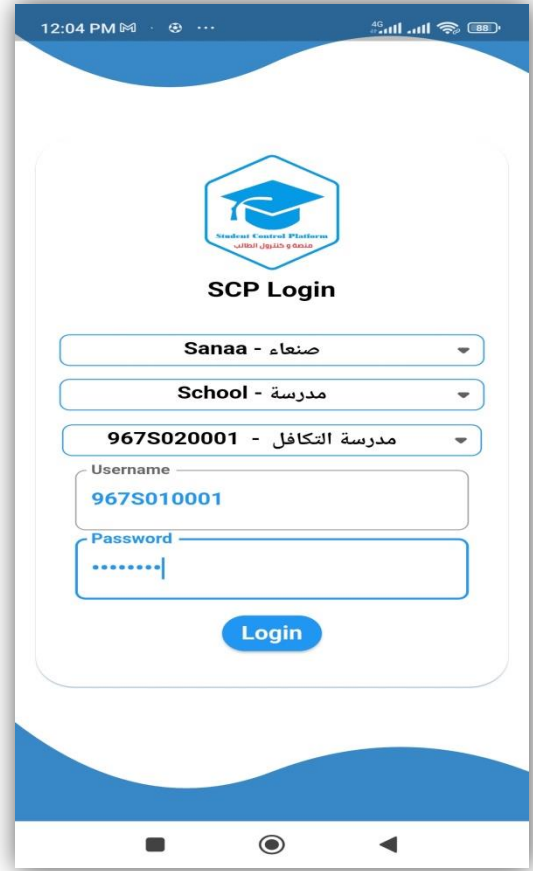 12:04 PM
4G
88
Student Control Platform
منصة و كنترول الطالب
SCP Login
Sanaa - صنعاء
School - مدرسة
967S020001 - مدرسة التكافل
Username
967S010001
Password
••••••••
Login